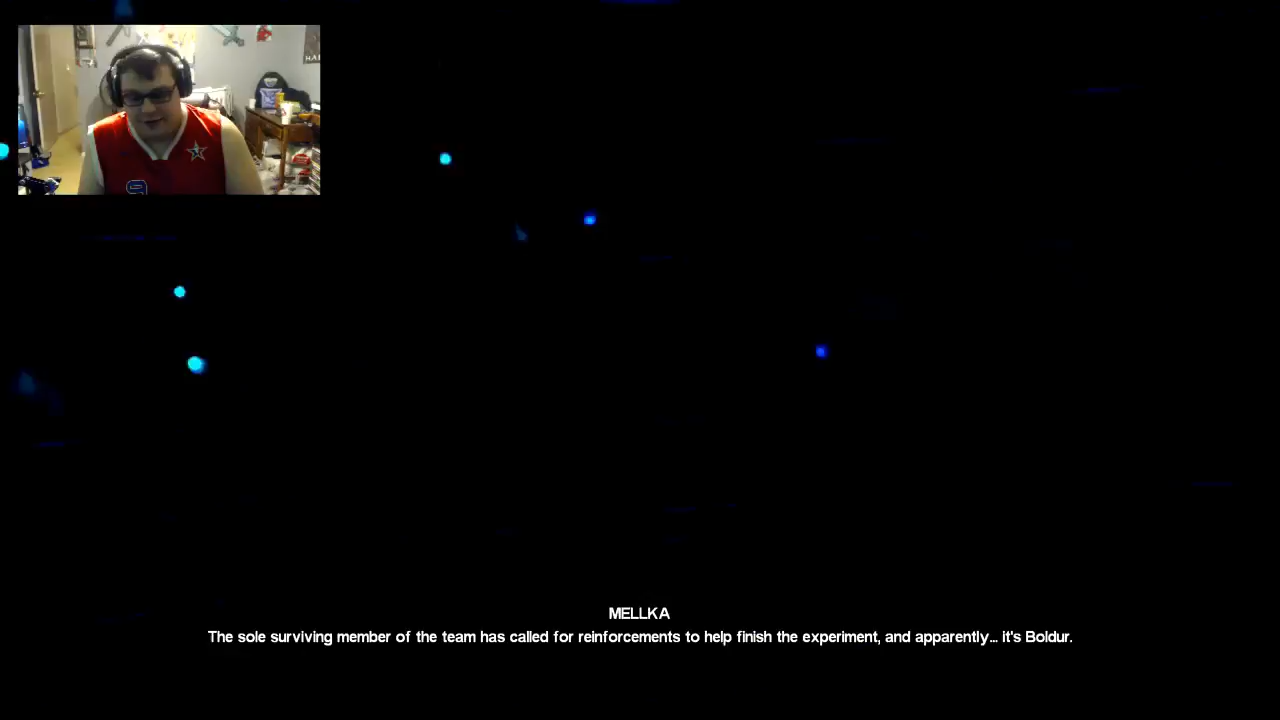 MELLKA
The sole surviving member of the team has called for reinforcements to help finish the experiment, and apparently... it's Boldur.